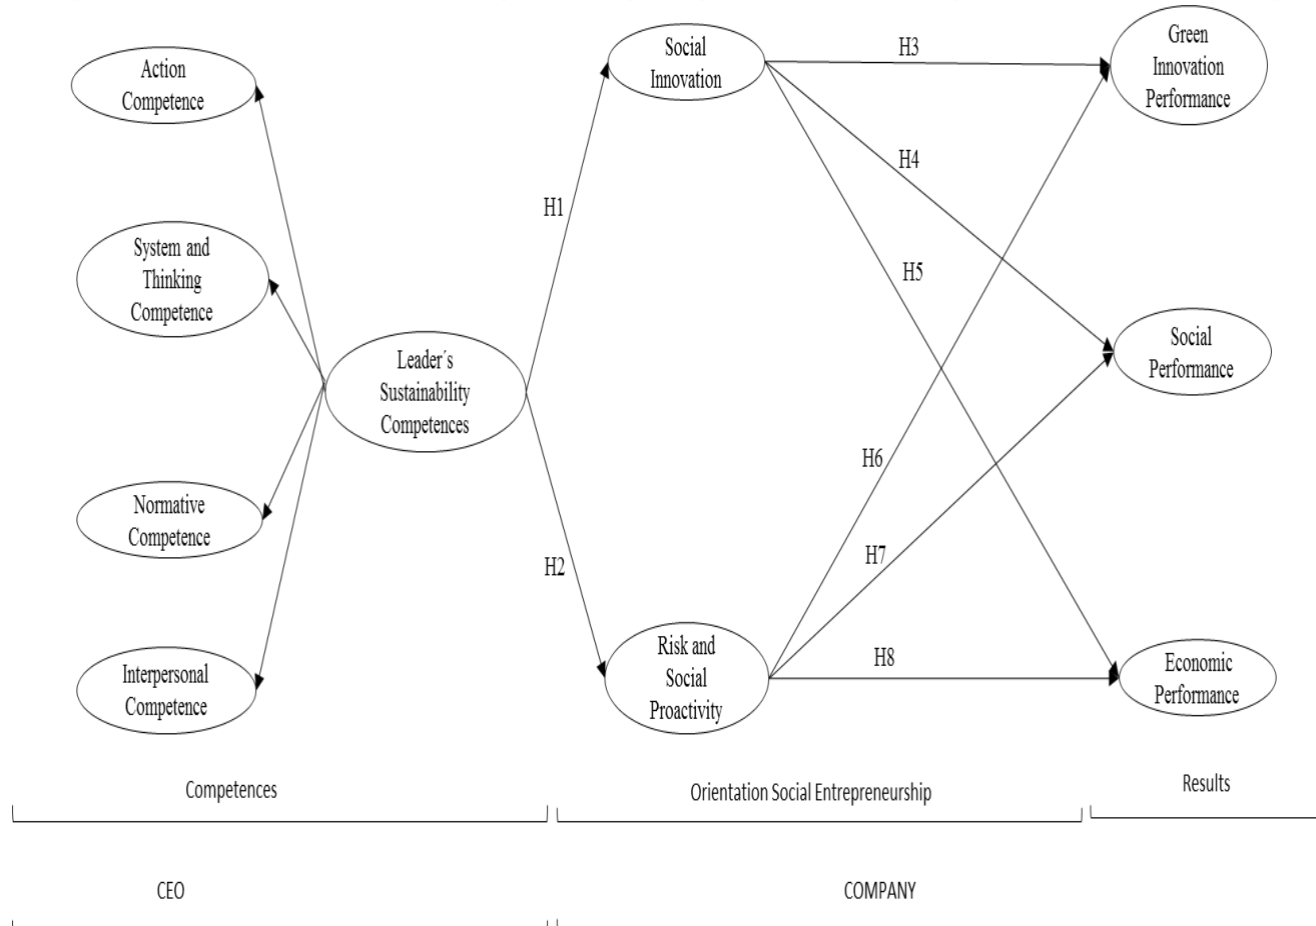 Action
Competence
System and
Thinking
Competence
Normative
Competence
Interpersonal
Competence
Leader´s
Sustainability
Competences
H1
H2
Social
Innovation
Risk and
Social
Proactivity
H3
H4
H5
H6
H7
H8
Green
Innovation
Performance
Social
Performance
Economic
Performance
Competences
Orientation Social Entrepreneurship
Results
CEO
COMPANY